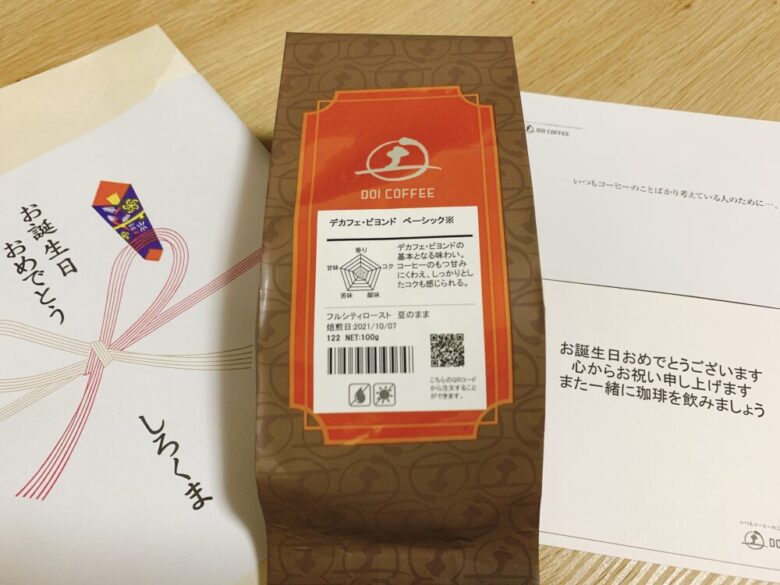 お誕生日
おめでとう
しろくま
DOI COFFEE
デカフェ・ビヨンド ベーシック※
香り
甘味
コク
苦味
酸味
デカフェ・ビヨンドの
基本となる味わい。
コーヒーのもつ甘み
にくわえ、しっかりとし
たコクも感じられる。
フルシティロースト 豆のまま
焙煎日:2021/10/07
122 NET:100g
こちらのQRコード
から注文することが
できます。
DOI COFFEE
いつもコーヒーのことばかり考えている人のために…。
お誕生日おめでとうございます
心からお祝い申し上げます
また一緒に珈琲を飲みましょう
いつもコーヒーのこ
DO